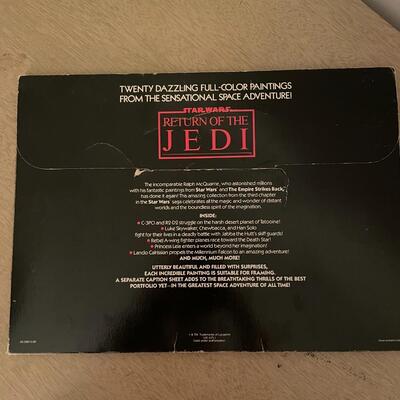 TWENTY DAZZLING FULL-COLOR PAINTINGS
FROM THE SENSATIONAL SPACE ADVENTURE!
STAR WARS
RETURN OF THE
JEDI
The incomparable Ralph McQuarrie, who astonished millions
with his fantastic paintings from Star Wars and The Empire Strikes Back,
has done it again! This amazing collection from the third chapter
in the Star Wars saga celebrates the magic and wonder of distant
worlds and the boundless spirit of the imagination.
INSIDE:
• C-3PO and R2-D2 struggle on the harsh desert planet of Tatooine!
• Luke Skywalker, Chewbacca, and Han Solo
fight for their lives in a deadly battle with Jabba the Hutt's skiff guards!
• Rebel A-wing fighter planes race toward the Death Star!
• Princess Leia enters a world beyond the imagination!
• Lando Calrissian propels the Millennium Falcon to an amazing adventure!
AND MUCH, MUCH MORE!
UTTERLY BEAUTIFUL AND FILLED WITH SURPRISES,
EACH INCREDIBLE PAINTING IS SUITABLE FOR FRAMING.
A SEPARATE CAPTION SHEET ADDS TO THE BREATHTAKING THRILLS OF THE BEST
PORTFOLIO YET—IN THE GREATEST SPACE ADVENTURE OF ALL TIME!